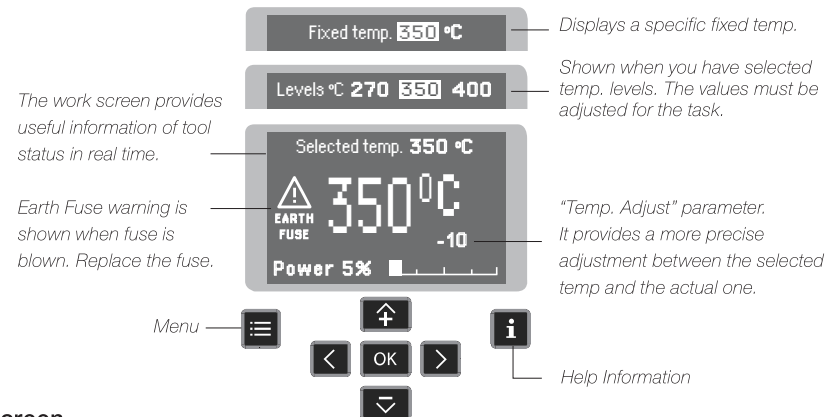 Fixed temp. 350 ºC
Displays a specific fixed temp.
Levels ºC 270 350 400
Shown when you have selected
temp. levels. The values must be
adjusted for the task.
The work screen provides
useful information of tool
status in real time.
Selected temp. 350 ºC
350ºC
EARTH
FUSE
-10
Power 5%
Earth Fuse warning is
shown when fuse is
blown. Replace the fuse.
"Temp. Adjust" parameter.
It provides a more precise
adjustment between the selected
temp and the actual one.
Menu
OK
i
Help Information